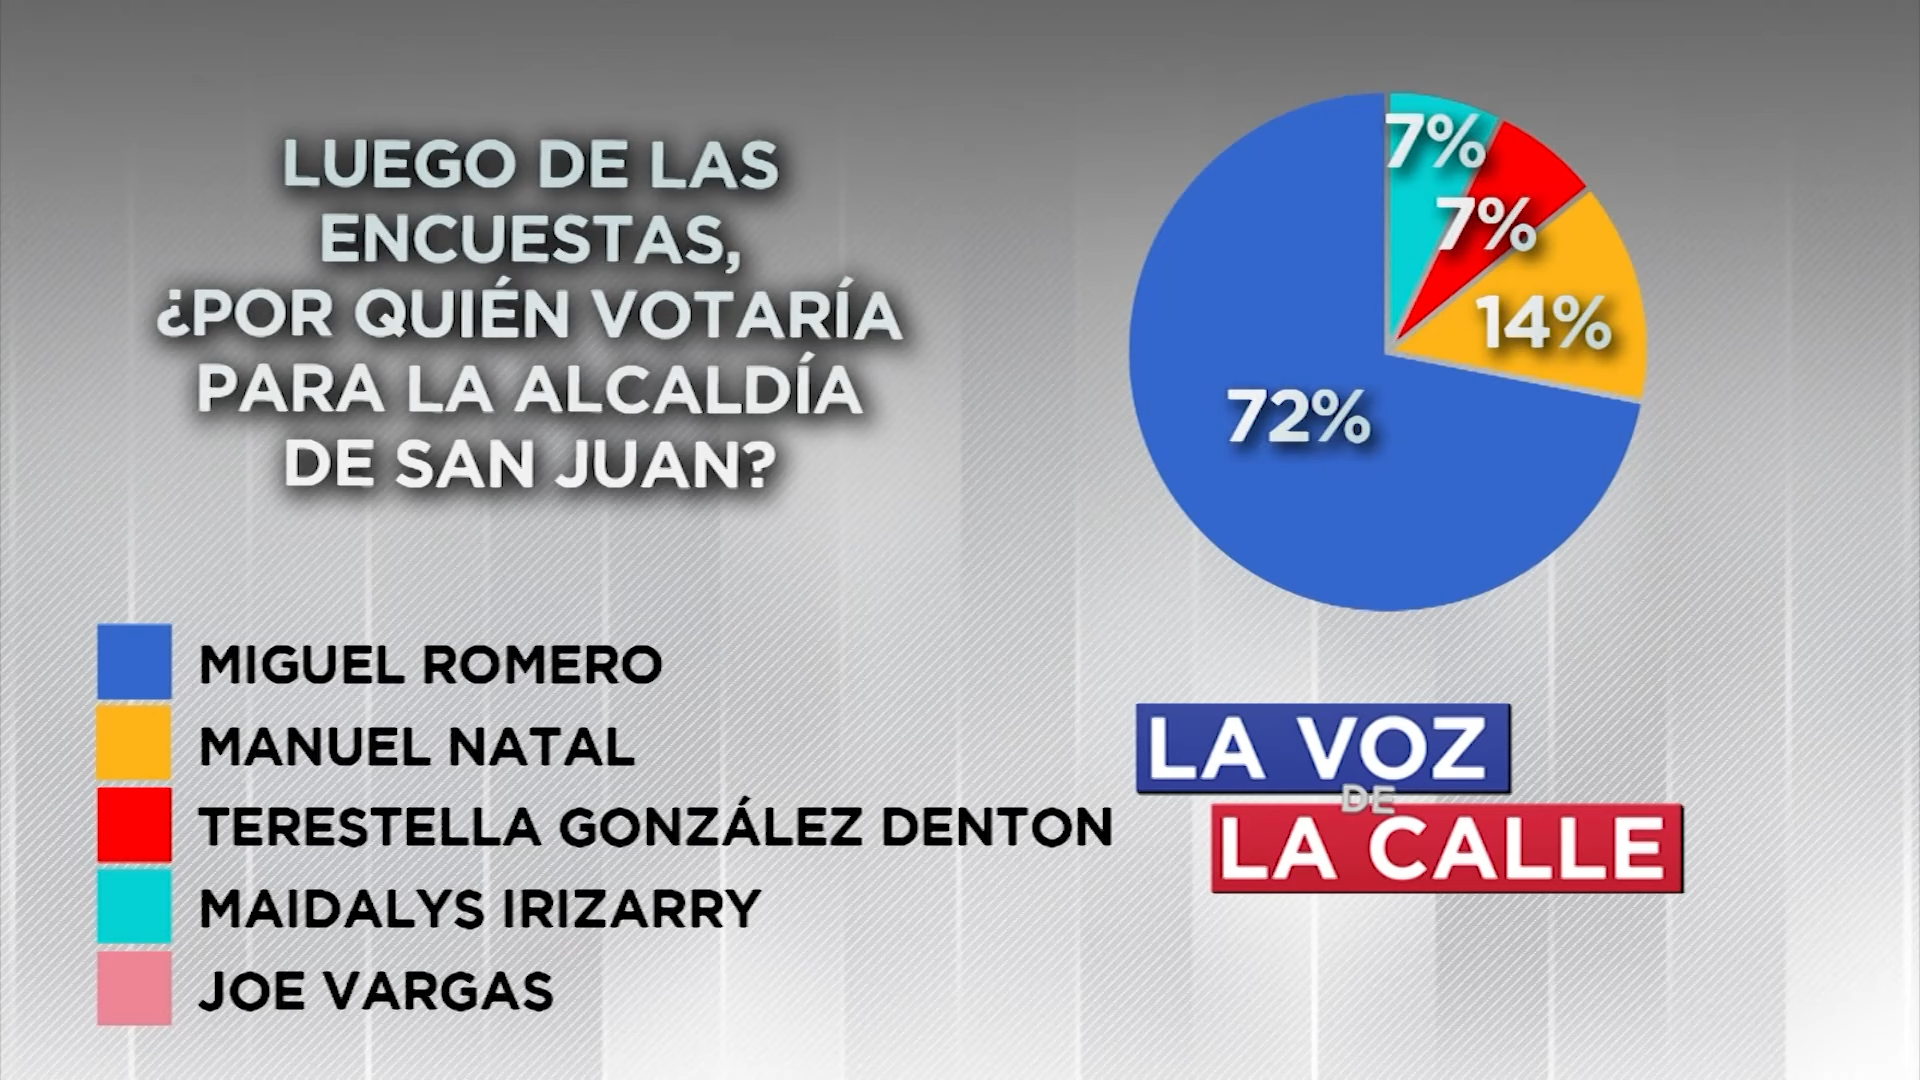 LUEGO DE LAS
ENCUESTAS,
¿POR QUIÉN VOTARÍA
PARA LA ALCALDÍA
DE SAN JUAN?
7%
7%
14%
72%
MIGUEL ROMERO
MANUEL NATAL
TERESTELLA GONZÁLEZ DENTON
MAIDALYS IRIZARRY
JOE VARGAS
LA VOZ
DE
LA CALLE